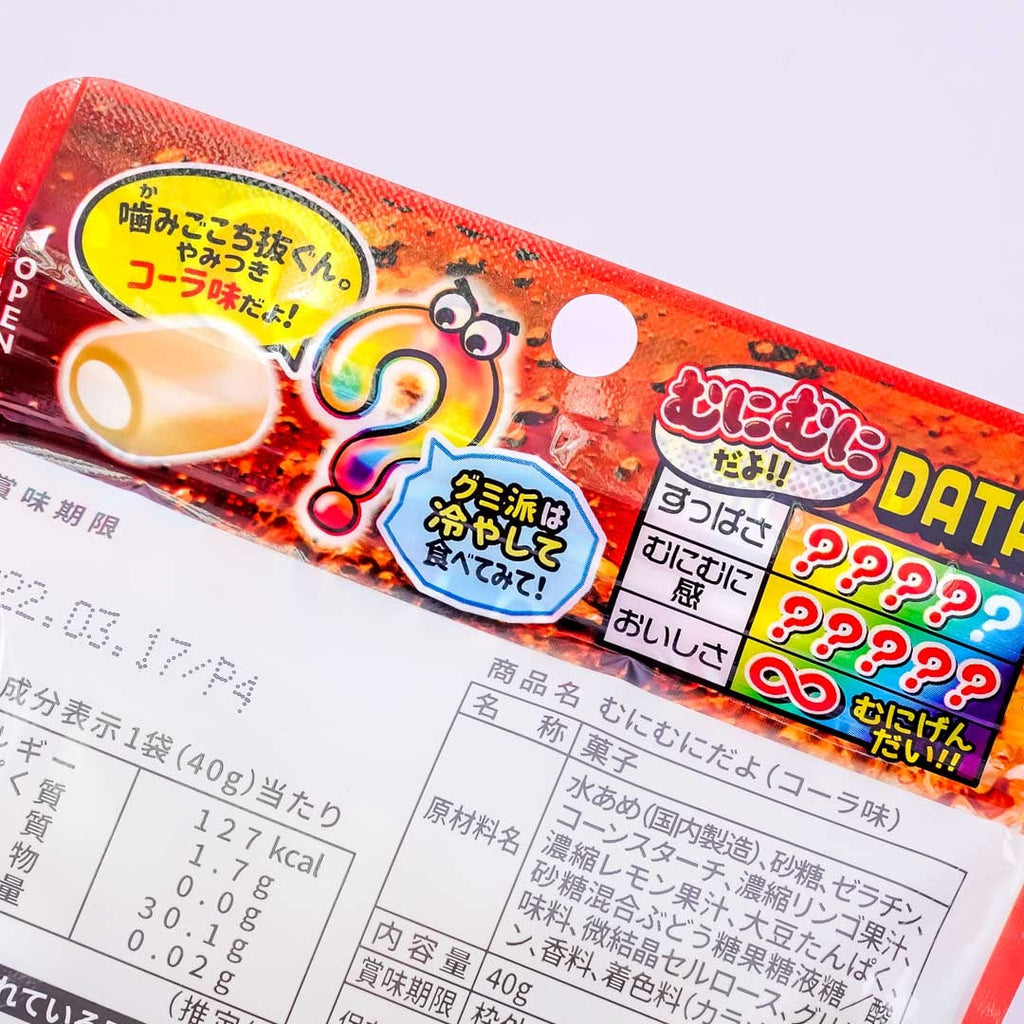 か
噛みごこち抜ぐん。
やみつき
コーラ味だよ!
OPEN
グミ派は
冷やして
食べてみて!
むにむに
だよ!!
DATA
すっぱさ ?????
むにむに
感 ?????
おいしさ ∞ むにげん
だい!!
賞味期限
22.03.17/P4
成分表示1袋(40g)当たり
ルギー 127kcal
く質 1.7g
質 0.0g
物 30.1g
量 0.02g
(推定
れている
商品名 むにむにだよ(コーラ味)
名称 菓子
原材料名 水あめ(国内製造)、砂糖、ゼラチン、
コーンスターチ、濃縮リンゴ果汁、
濃縮レモン果汁、大豆たんぱく、
砂糖混合ぶどう糖果糖液糖/酸
味料、微結晶セルロース、グリ
ン、香料、着色料(カラ
内容量 40g
賞味期限 枠外